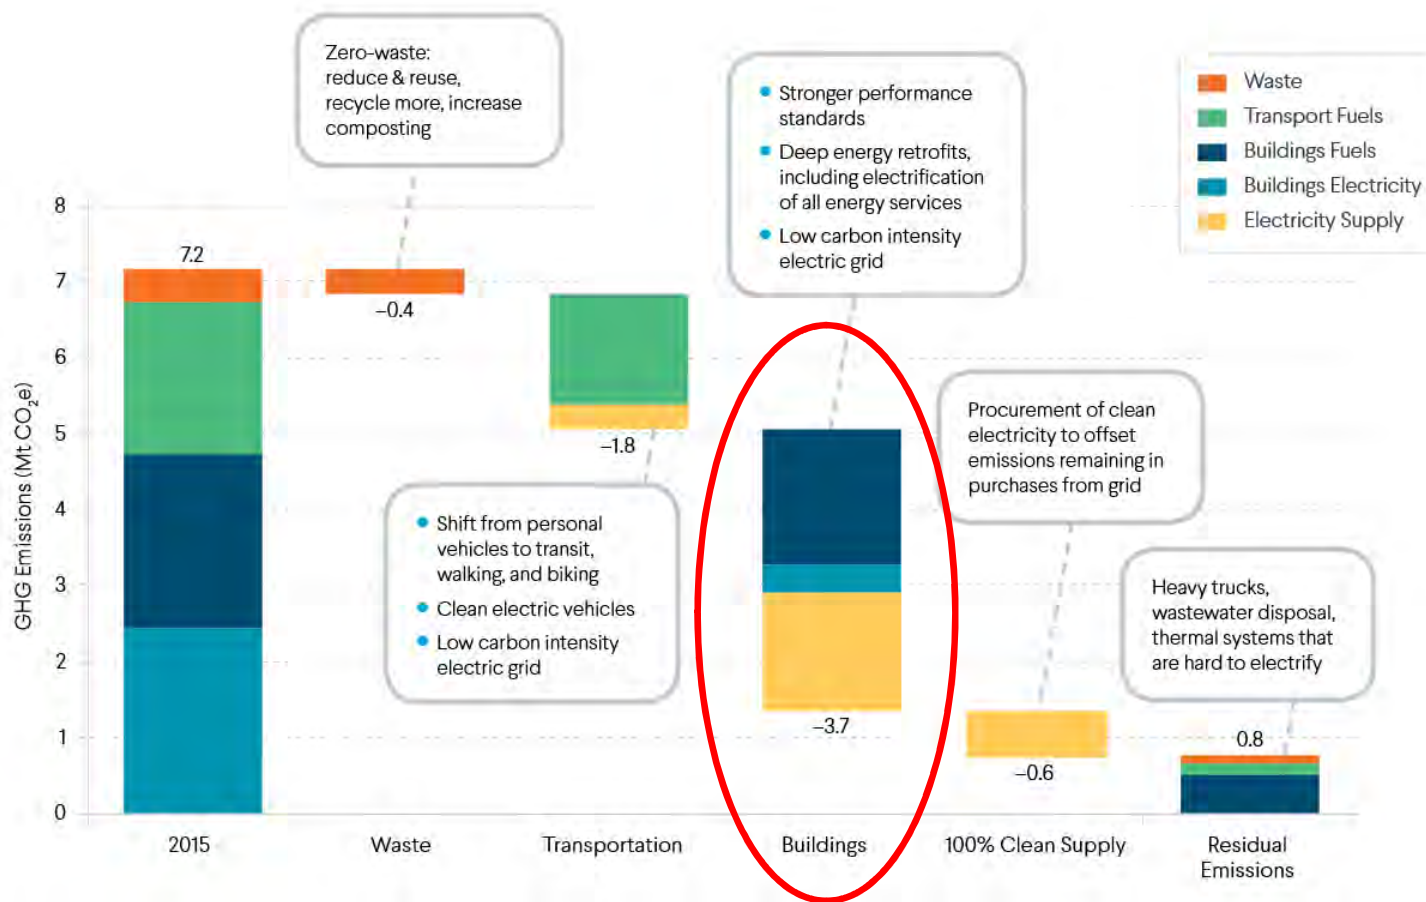 Zero-waste:
reduce & reuse,
recycle more, increase
composting
Stronger performance
standards
Deep energy retrofits,
including electrification
of all energy services
Low carbon intensity
electric grid
Waste
Transport Fuels
Buildings Fuels
Buildings Electricity
Electricity Supply
GHG Emissions (Mt CO₂e)
8
7
6
5
4
3
2
1
0
7.2
−0.4
−1.8
−3.7
−0.6
0.8
Shift from personal
vehicles to transit,
walking, and biking
Clean electric vehicles
Low carbon intensity
electric grid
Procurement of clean
electricity to offset
emissions remaining in
purchases from grid
Heavy trucks,
wastewater disposal,
thermal systems that
are hard to electrify
2015
Waste
Transportation
Buildings
100% Clean Supply
Residual
Emissions